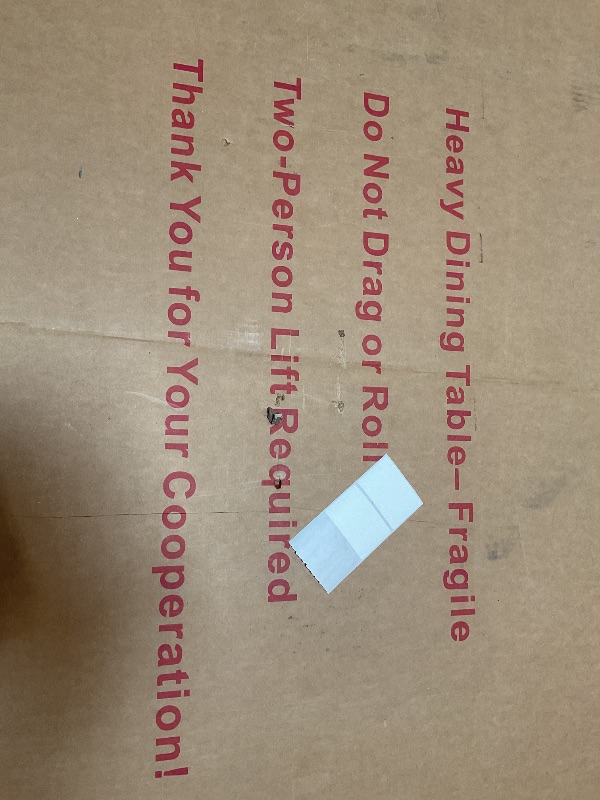 Heavy Dining Table– Fragile
Do Not Drag or Roll
Two-Person Lift Required
Thank You for Your Cooperation!